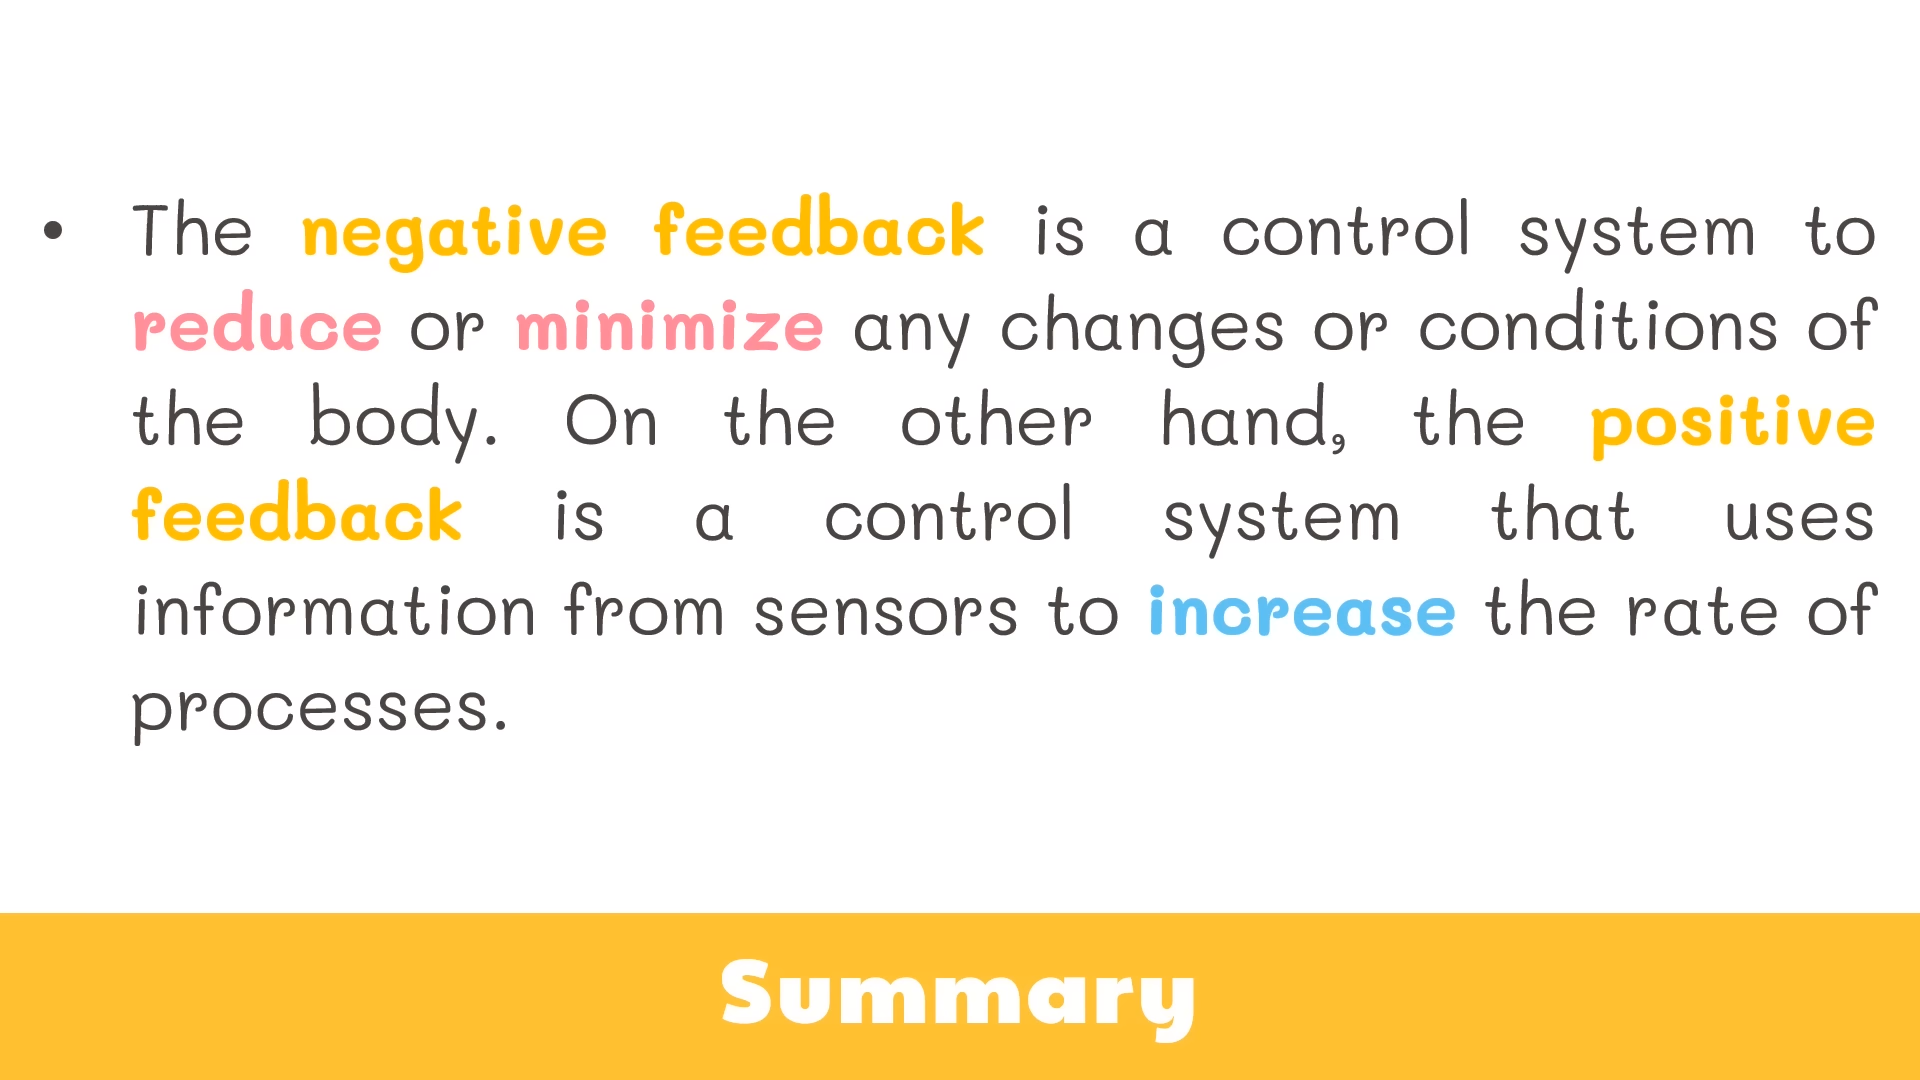 • The negative feedback is a control system to
reduce or minimize any changes or conditions of
the body. On the other hand, the positive
feedback is a control system that uses
information from sensors to increase the rate of
processes.
Summary